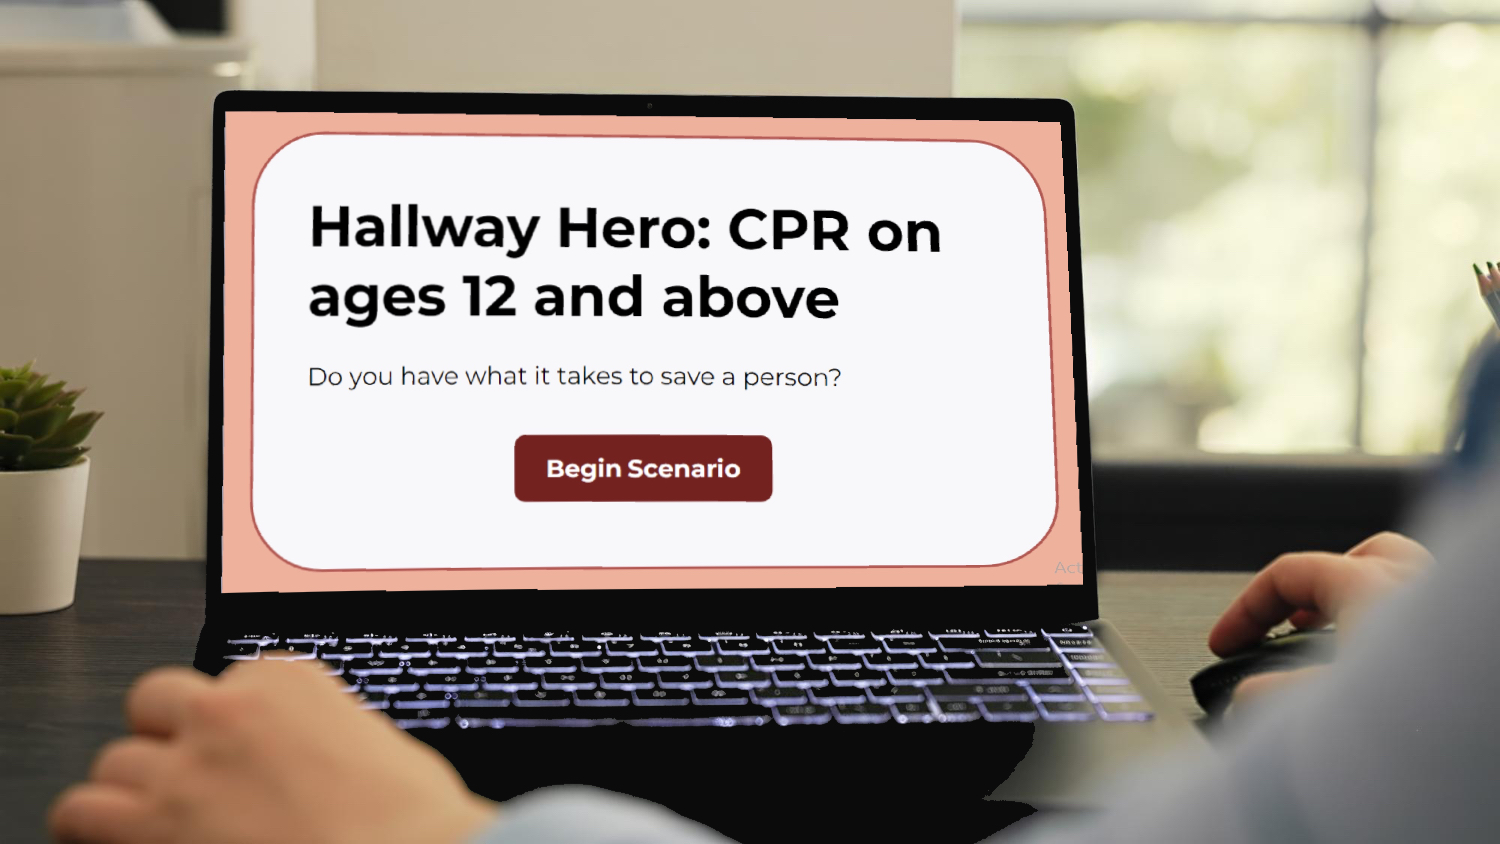 Hallway Hero: CPR on
ages 12 and above
Do you have what it takes to save a person?
Begin Scenario
Act